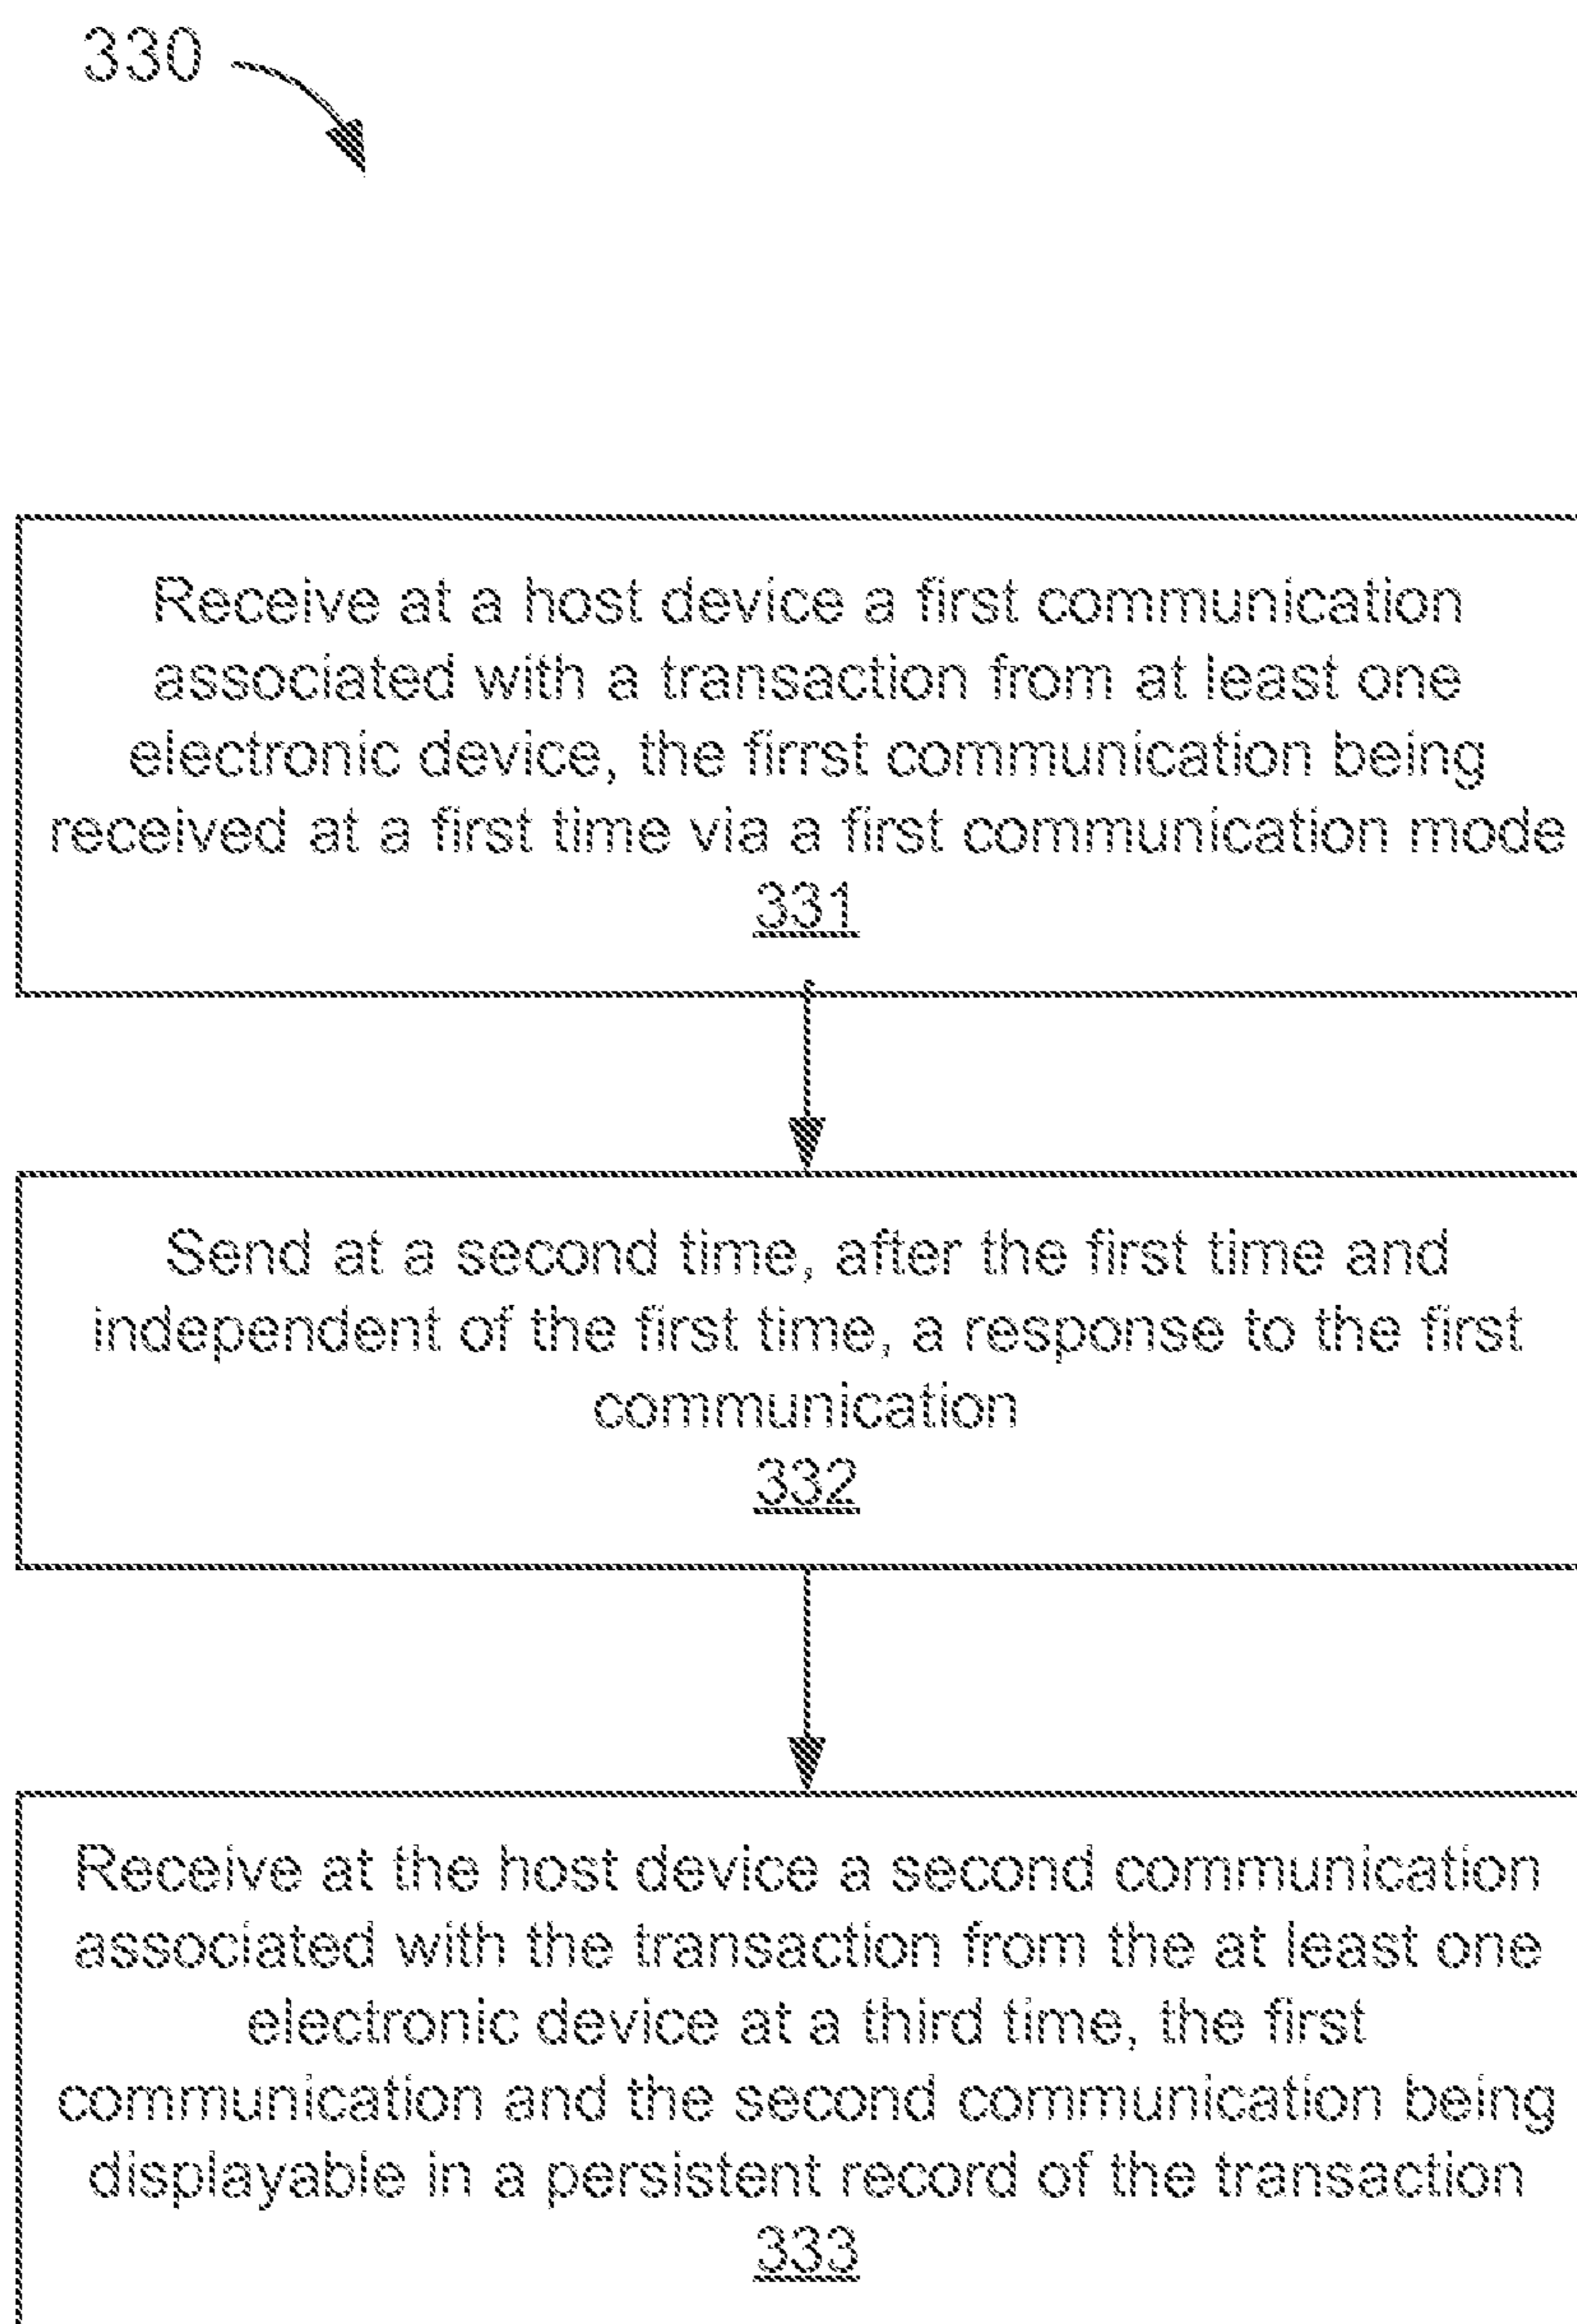 330
Receive at a host device a first communication
associated with a transaction from at least one
electronic device, the firrst communication being
received at a first time via a first communication mode
331
Send at a second time, after the first time and
independent of the first time, a response to the first
communication
332
Receive at the host device a second communication
associated with the transaction from the at least one
electronic device at a third time, the first
communication and the second communication being
displayable in a persistent record of the transaction
333